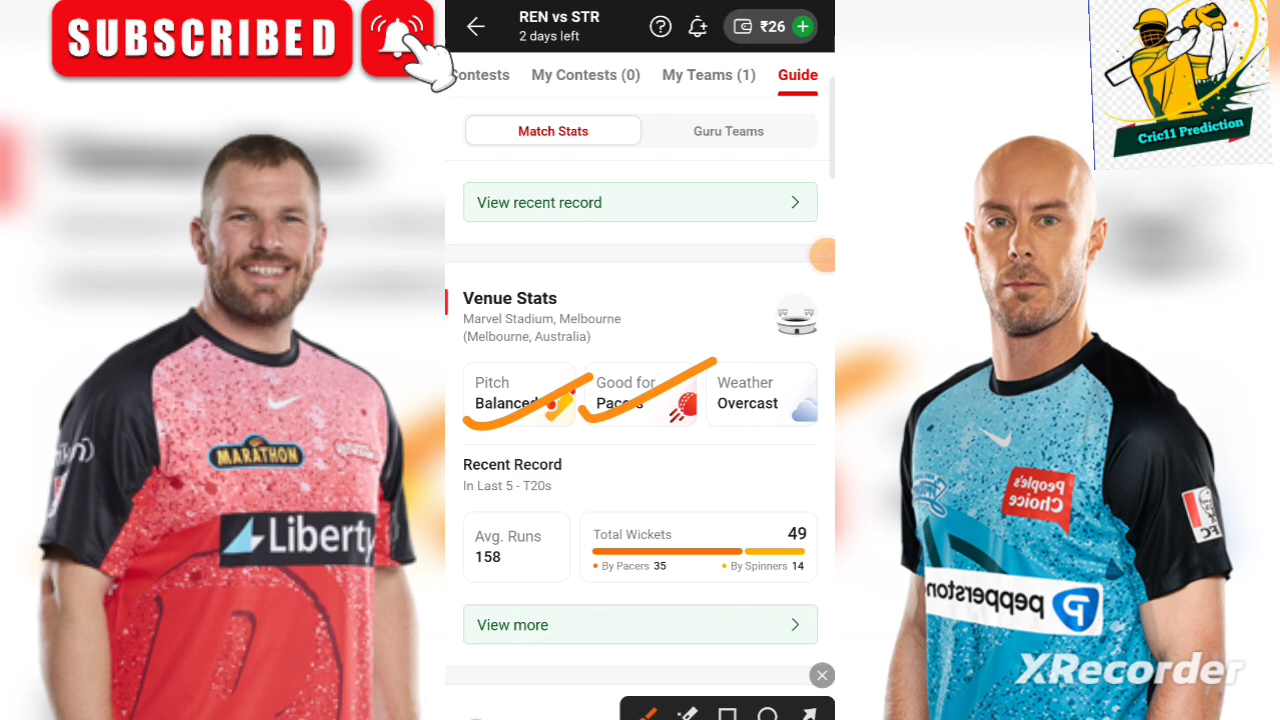 SUBSCRIBED
REN vs STR
2 days left
₹26
Contests
My Contests (0)
My Teams (1)
Guide
Match Stats
Guru Teams
View recent record
Venue Stats
Marvel Stadium, Melbourne
(Melbourne, Australia)
Pitch
Balanced
Good for
Pacers
Weather
Overcast
Recent Record
In Last 5 - T20s
Avg. Runs
158
Total Wickets
49
By Pacers 35
By Spinners 14
View more
Cric11 Prediction
MARATHON
Liberty
People's
Choice
KFC
pepperstone
XRecorder